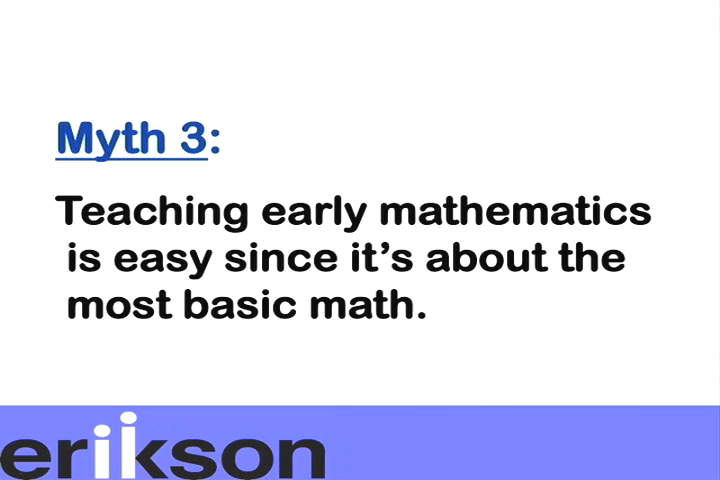 Myth 3:
Teaching early mathematics
is easy since it's about the
most basic math.
erikson